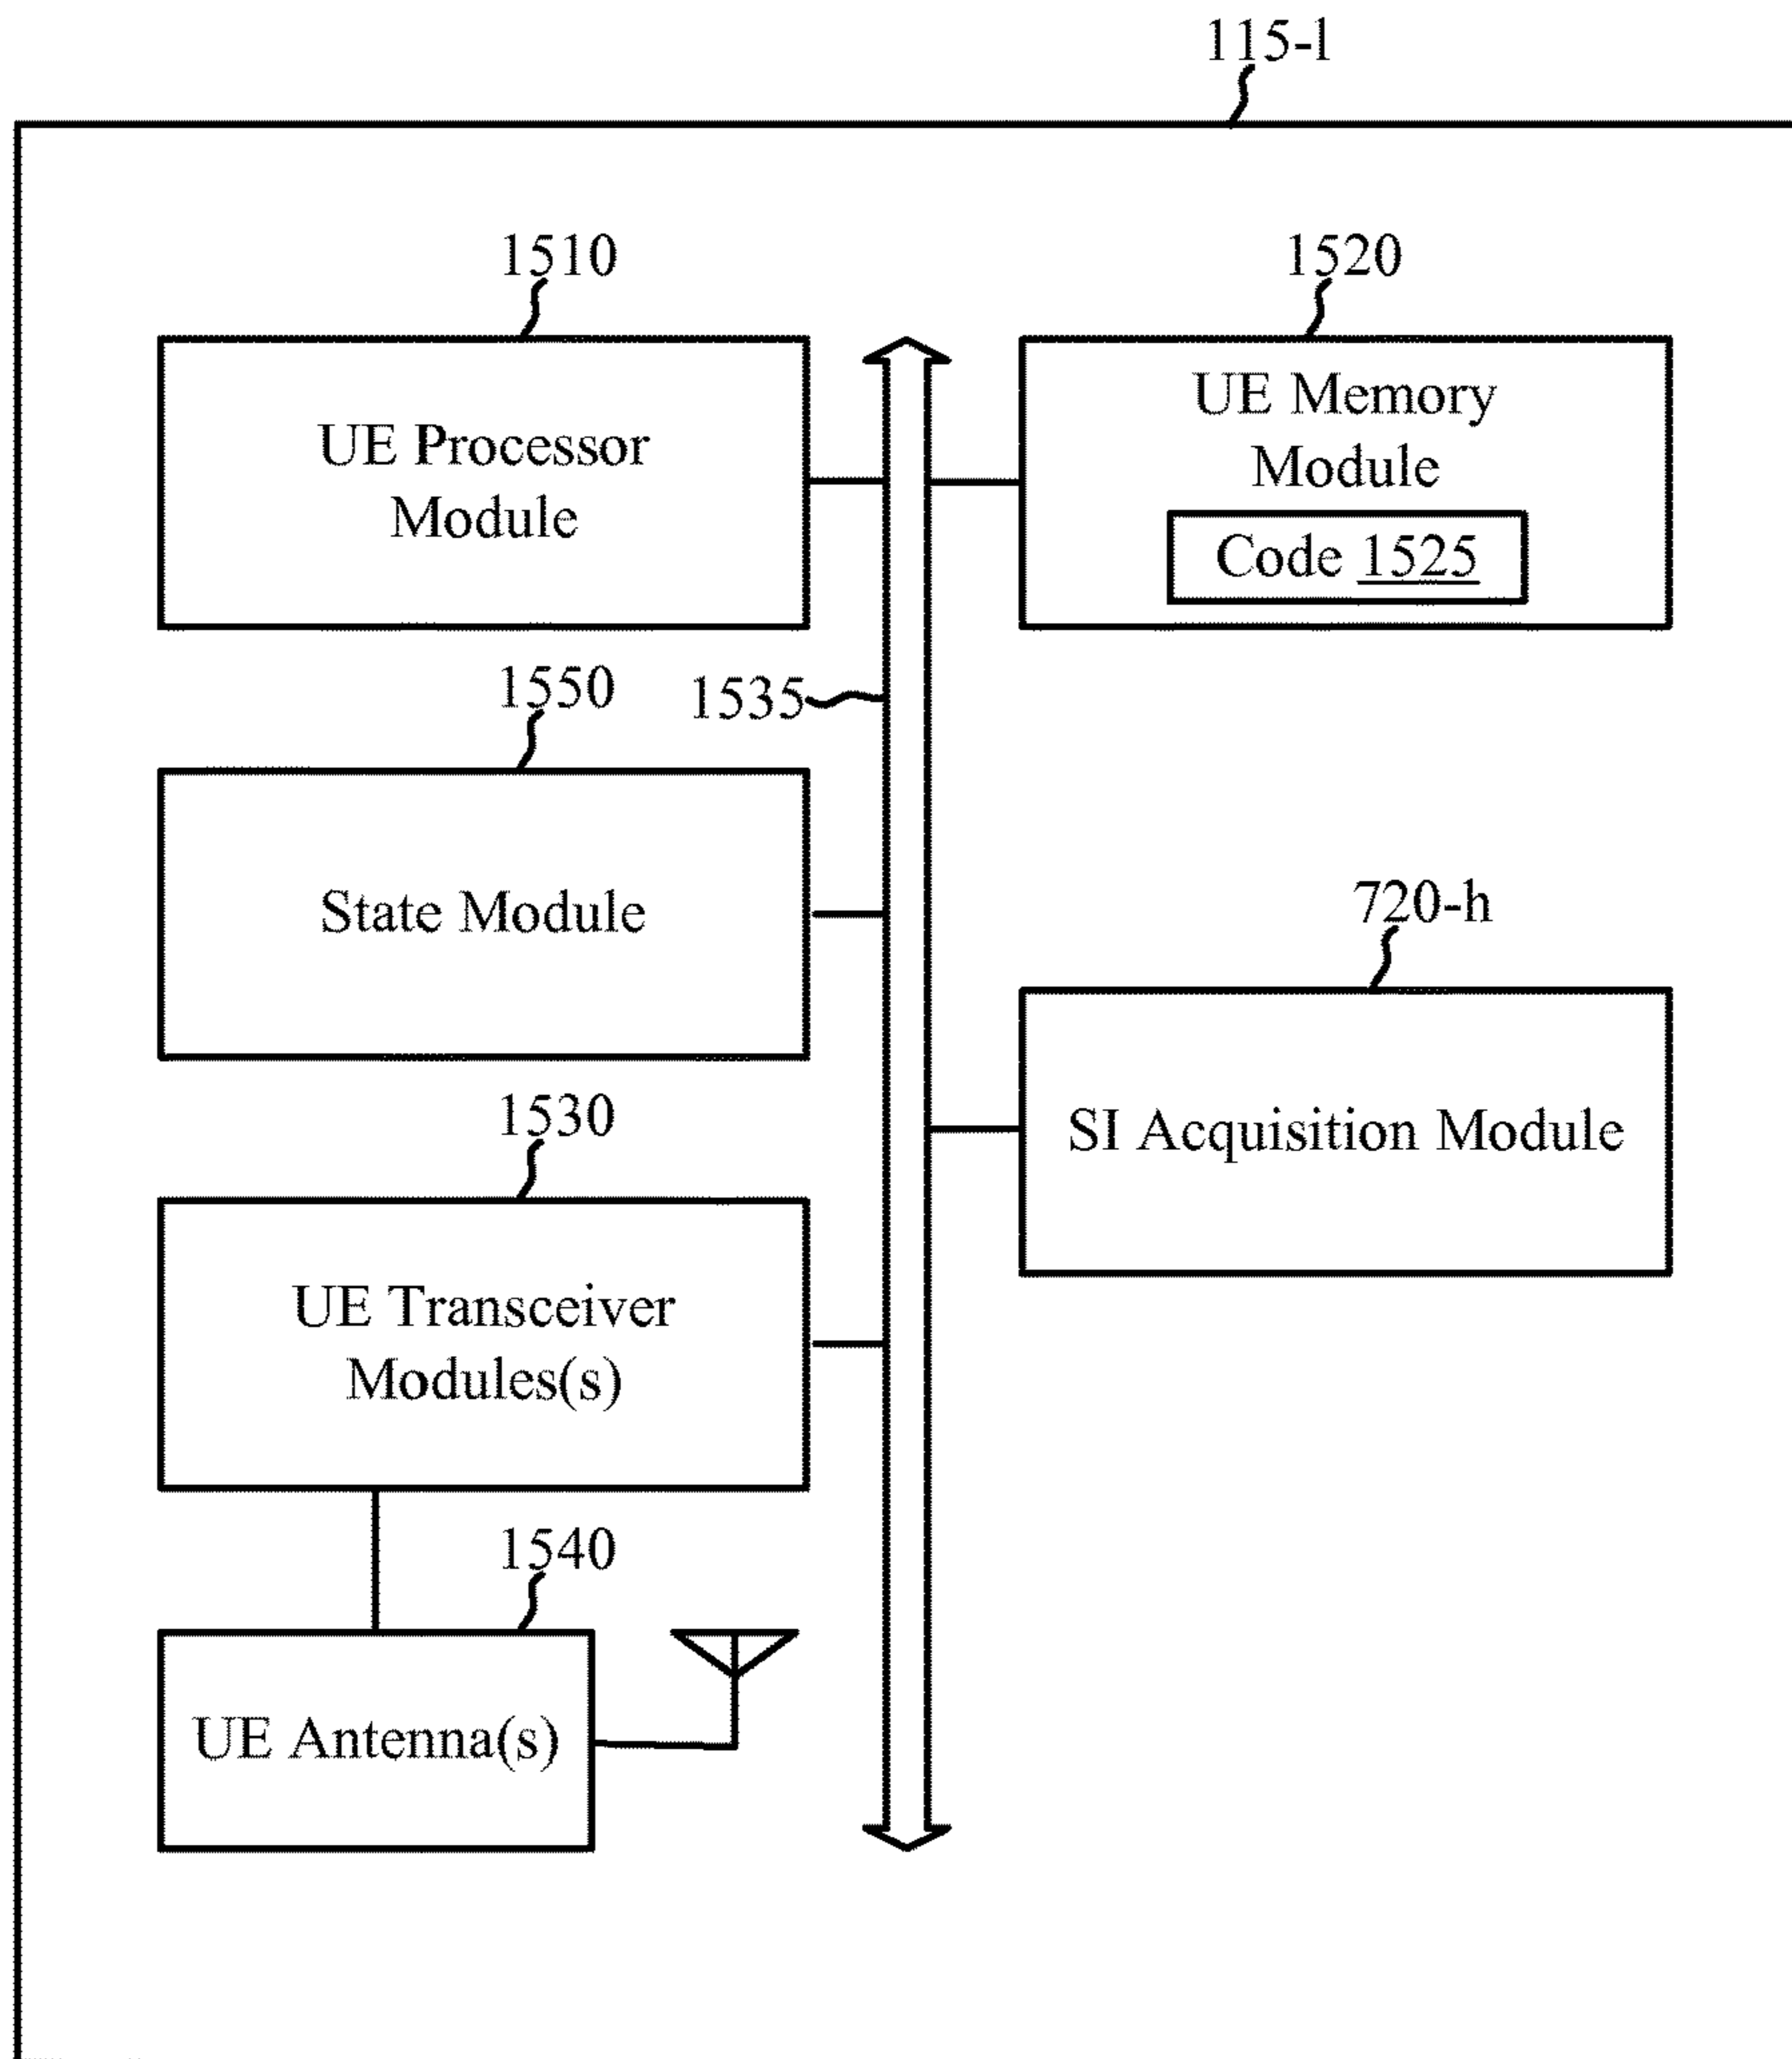 115-l
1510
1520
UE Processor
Module
UE Memory
Module
Code 1525
1550
1535
State Module
720-h
SI Acquisition Module
1530
UE Transceiver
Modules(s)
1540
UE Antenna(s)